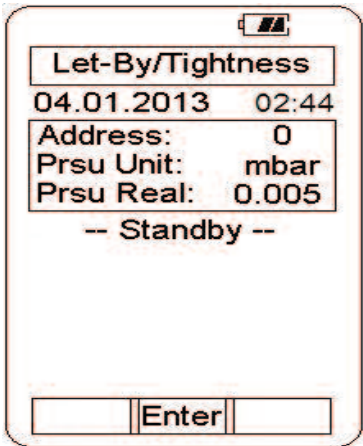 Let-By/Tightness
04.01.2013 02:44
Address: 0
Prsu Unit: mbar
Prsu Real: 0.005
-- Standby --
Enter